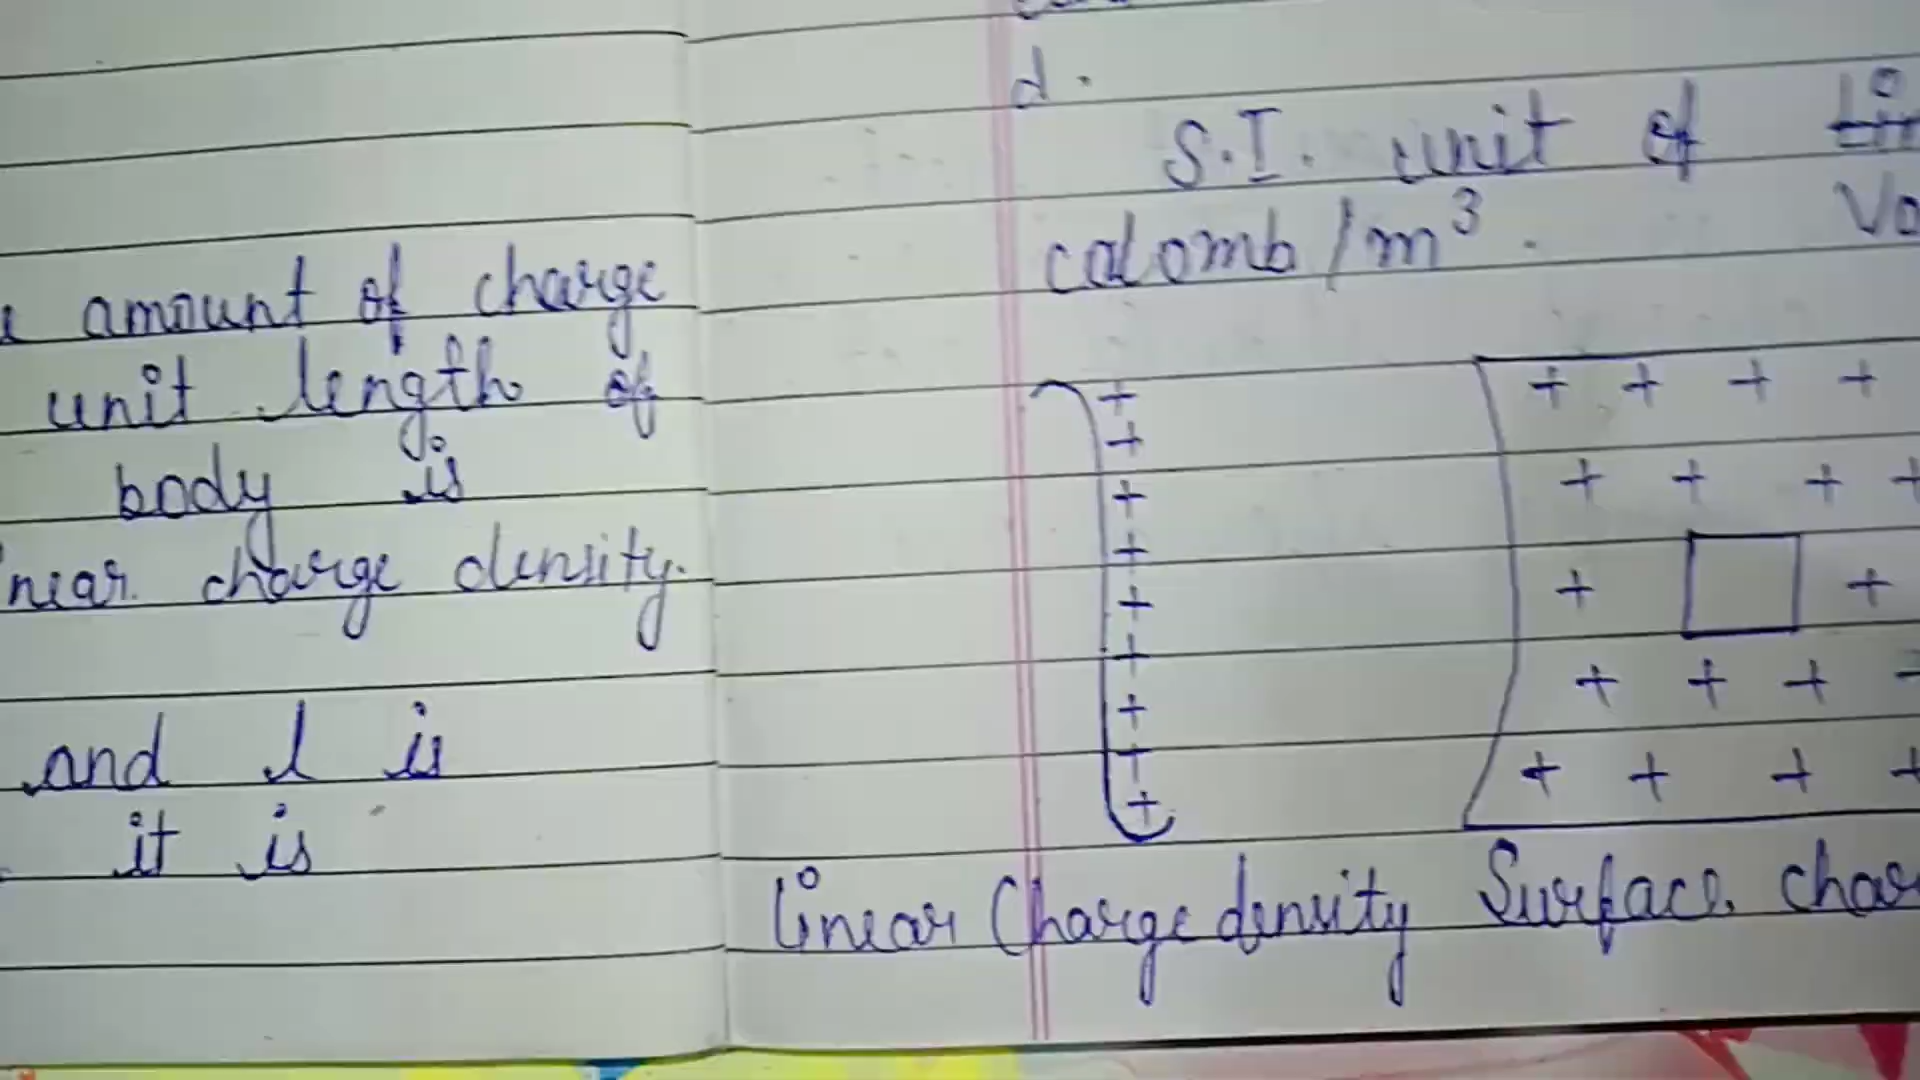 amount of charge
unit length of
body is
near charge density.
and l is
it is
d.
S.I. unit of
colomb/m³.
linear Charge density Surface char